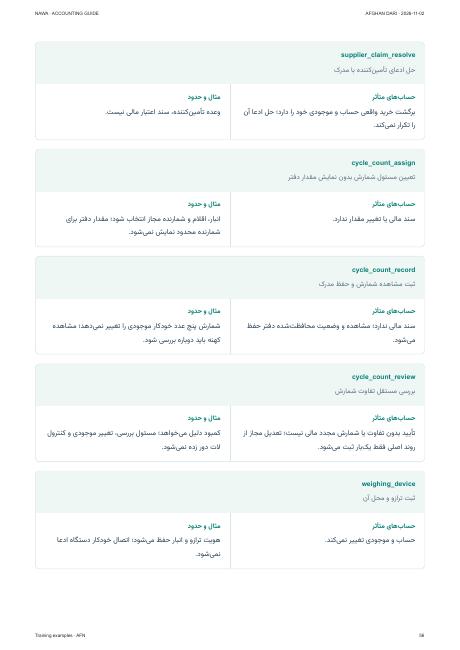 NAWA · ACCOUNTING GUIDE
AFGHAN DARI · 2026-11-02
supplier_claim_resolve
حل ادعای تأمین‌کننده با مدرک
حساب‌های متأثر
برگشت خرید واقعی حساب و موجودی خود را دارد؛ حل ادعا آن
را تکرار نمی‌کند.
مثال و حدود
وعده تأمین‌کننده، سند اعتبار مالی نیست.
cycle_count_assign
تعیین مسئول شمارش بدون نمایش مقدار دفتر
حساب‌های متأثر
سند مالی یا تغییر مقدار ندارد.
مثال و حدود
انبار، اقلام و شمارنده مجاز انتخاب شود؛ مقدار دفتر برای
شمارنده محدود نمایش نمی‌شود.
cycle_count_record
ثبت مشاهده شمارش و حفظ مدرک
حساب‌های متأثر
سند مالی ندارد؛ مشاهده و وضعیت محافظت‌شده دفتر حفظ
می‌شود.
مثال و حدود
شمارش پنج عدد خودکار موجودی را تغییر نمی‌دهد؛ مشاهده
کهنه باید دوباره بررسی شود.
cycle_count_review
بررسی مستقل تفاوت شمارش
حساب‌های متأثر
تأیید بدون تفاوت یا شمارش مجدد مالی نیست؛ تعدیل مجاز از
روند اصلی فقط یک‌بار ثبت می‌شود.
مثال و حدود
کمبود دلیل می‌خواهد؛ مسئول بررسی، تغییر موجودی و کنترول
لات دور زده نمی‌شود.
weighing_device
ثبت ترازو و محل آن
حساب‌های متأثر
حساب و موجودی تغییر نمی‌کند.
مثال و حدود
هویت ترازو و انبار حفظ می‌شود؛ اتصال خودکار دستگاه ادعا
نمی‌شود.
Training examples · AFN
56